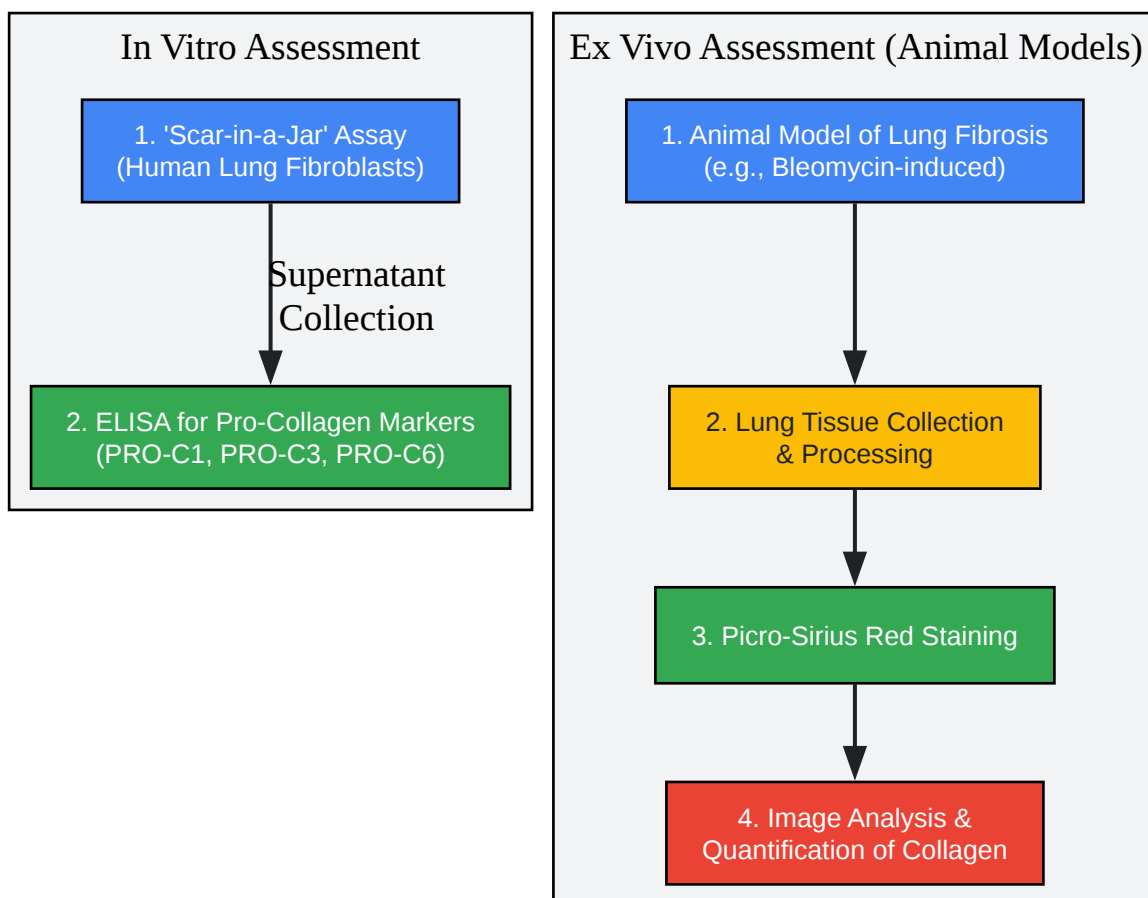 In Vitro Assessment
1. 'Scar-in-a-Jar' Assay
(Human Lung Fibroblasts)
Supernatant
Collection
2. ELISA for Pro-Collagen Markers
(PRO-C1, PRO-C3, PRO-C6)
Ex Vivo Assessment (Animal Models)
1. Animal Model of Lung Fibrosis
(e.g., Bleomycin-induced)
2. Lung Tissue Collection
& Processing
3. Picro-Sirius Red Staining
4. Image Analysis &
Quantification of Collagen